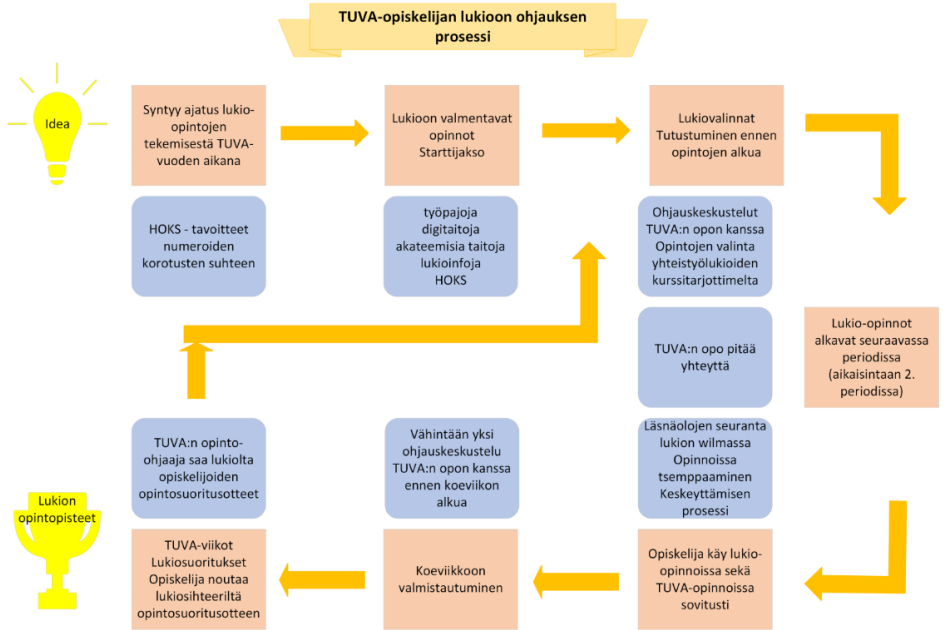 TUVA-opiskelijan lukioon ohjauksen
prosessi
Idea
Syntyy ajatus lukio-
opintojen
tekemisestä TUVA-
vuoden aikana
Lukioon valmentavat
opinnot
Starttijakso
Lukiovalinnat
Tutustuminen ennen
opintojen alkua
HOKS - tavoitteet
numeroiden
korotusten suhteen
työpajoja
digitaitoja
akateemisia taitoja
lukioinfoja
HOKS
Ohjauskeskustelut
TUVA:n opon kanssa
Opintojen valinta
yhteistyölukioiden
kurssitarjottimelta
TUVA:n opo pitää
yhteyttä
Lukio-opinnot
alkavat seuraavassa
periodissa
(aikaisintaan 2.
periodissa)
TUVA:n opinto-
ohjaaja saa lukiolta
opiskelijoiden
opintosuoritusotteet
Vähintään yksi
ohjauskeskustelu
TUVA:n opon kanssa
ennen koeviikon
alkua
Läsnäolojen seuranta
lukion wilmassa
Opinnoissa
tsemppaaminen
Keskeyttämisen
prosessi
Lukion
opintopisteet
TUVA-viikot
Lukiosuoritukset
Opiskelija noutaa
lukiosihteeriltä
opintosuoritusotteen
Koeviikkoon
valmistautuminen
Opiskelija käy lukio-
opinnoissa sekä
TUVA-opinnoissa
sovitusti